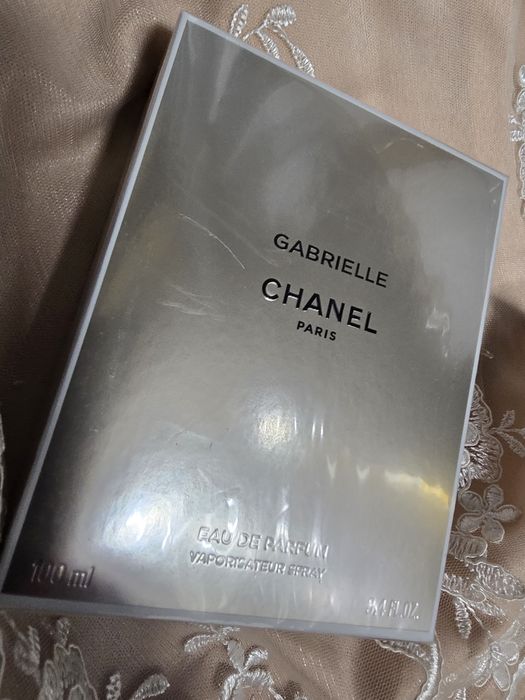 GABRIELLE
CHANEL
PARIS
EAU DE PARFUM
VAPORISATEUR SPRAY
100 ml
3.4 FL.OZ.